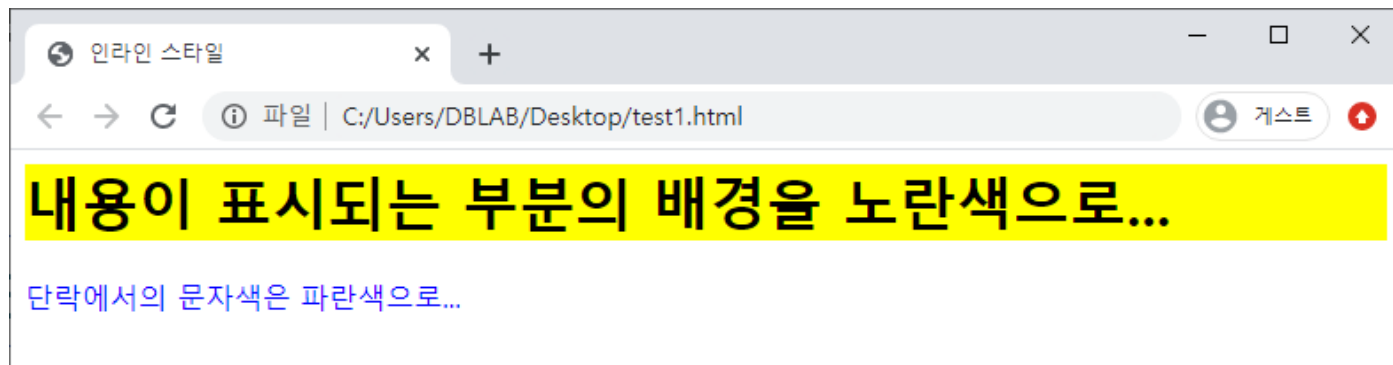 인라인 스타일
파일 | C:/Users/DBLAB/Desktop/test1.html 게스트
내용이 표시되는 부분의 배경을 노란색으로...
단락에서의 문자색은 파란색으로...